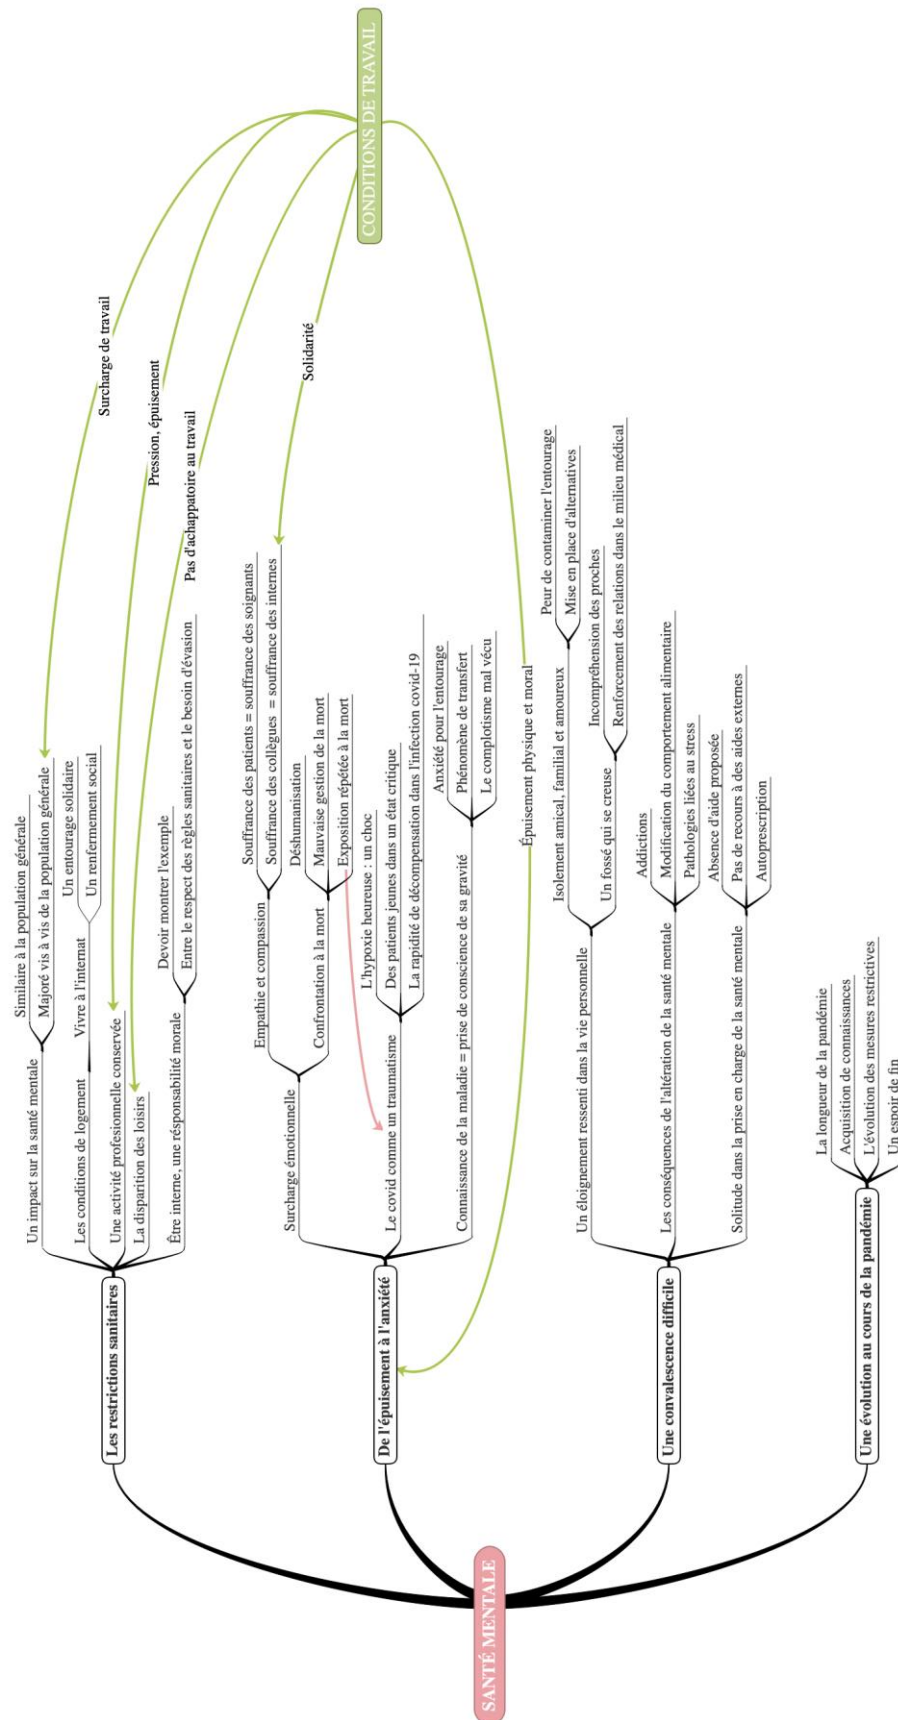 SANTÉ MENTALE
Les restrictions sanitaires
Un impact sur la santé mentale
Similaire à la population générale
Majoré vis à vis de la population générale
Les conditions de logement
Vivre à l'internat
Un entourage solidaire
Un renfermement social
Une activité profesionnelle conservée
La disparition des loisirs
Être interne, une résponsabilité morale
Devoir montrer l'exemple
Entre le respect des règles sanitaires et le besoin d'évasion
De l'épuisement à l'anxiété
Surcharge émotionnelle
Empathie et compassion
Souffrance des patients = souffrance des soignants
Souffrance des collègues = souffrance des internes
Confrontation à la mort
Déshumanisation
Mauvaise gestion de la mort
Exposition répétée à la mort
Le covid comme un traumatisme
L'hypoxie heureuse : un choc
Des patients jeunes dans un état critique
La rapidité de décompensation dans l'infection covid-19
Connaissance de la maladie = prise de conscience de sa gravité
Anxiété pour l'entourage
Phénomène de transfert
Le complotisme mal vécu
Une convalescence difficile
Un éloignement ressenti dans la vie personnelle
Isolement amical, familial et amoureux
Peur de contaminer l'entourage
Mise en place d'alternatives
Un fossé qui se creuse
Incompréhension des proches
Renforcement des relations dans le milieu médical
Les conséquences de l'altération de la santé mentale
Addictions
Modification du comportement alimentaire
Pathologies liées au stress
Solitude dans la prise en charge de la santé mentale
Absence d'aide proposée
Pas de recours à des aides externes
Autoprescription
Une évolution au cours de la pandémie
La longueur de la pandémie
Acquisition de connaissances
L'évolution des mesures restrictives
Un espoir de fin
Surcharge de travail
Pression, épuisement
Pas d'achappatoire au travail
Solidarité
Épuisement physique et moral
CONDITIONS DE TRAVAIL